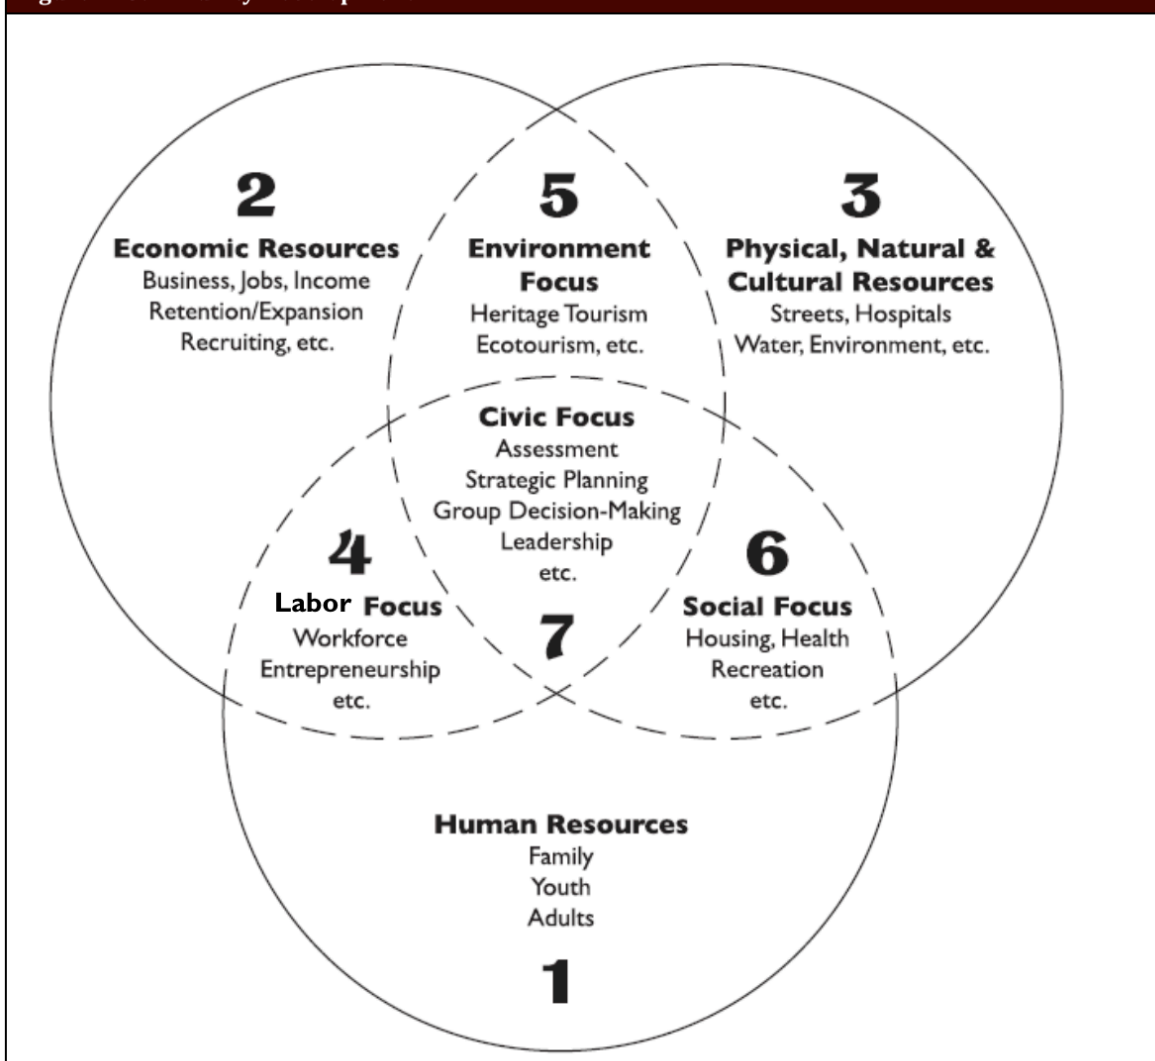 2
Economic Resources
Business, Jobs, Income
Retention/Expansion
Recruiting, etc.
5
Environment
Focus
Heritage Tourism
Ecotourism, etc.
3
Physical, Natural &
Cultural Resources
Streets, Hospitals
Water, Environment, etc.
Civic Focus
Assessment
Strategic Planning
Group Decision-Making
Leadership
etc.
7
4
Labor Focus
Workforce
Entrepreneurship
etc.
6
Social Focus
Housing, Health
Recreation
etc.
Human Resources
Family
Youth
Adults
1